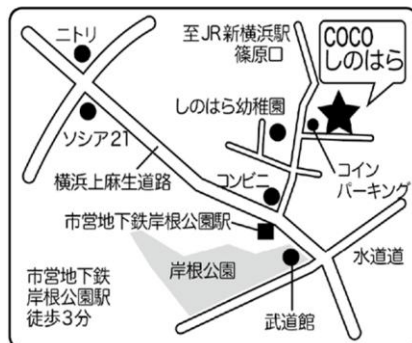 ニトリ
至JR新横浜駅
篠原口
COCO
しのはら
しのはら幼稚園
ソシア21
横浜上麻生道路
コンビニ
コイン
パーキング
市営地下鉄岸根公園駅
水道道
岸根公園
市営地下鉄
岸根公園駅
徒歩3分
武道館